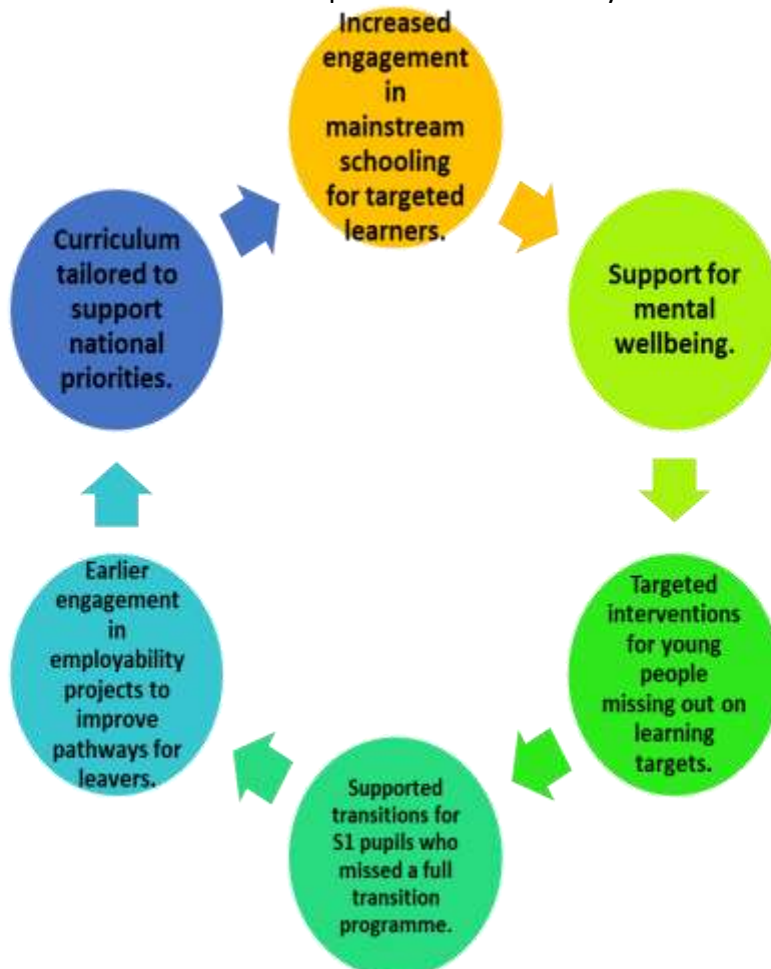 Increased
engagement
in
mainstream
schooling
for targeted
learners.
Support for
mental
wellbeing.
Targeted
interventions
for young
people
missing out on
learning
targets.
Supported
transitions for
S1 pupils who
missed a full
transition
programme.
Earlier
engagement
in
employability
projects to
improve
pathways for
leavers.
Curriculum
tailored to
support
national
priorities.